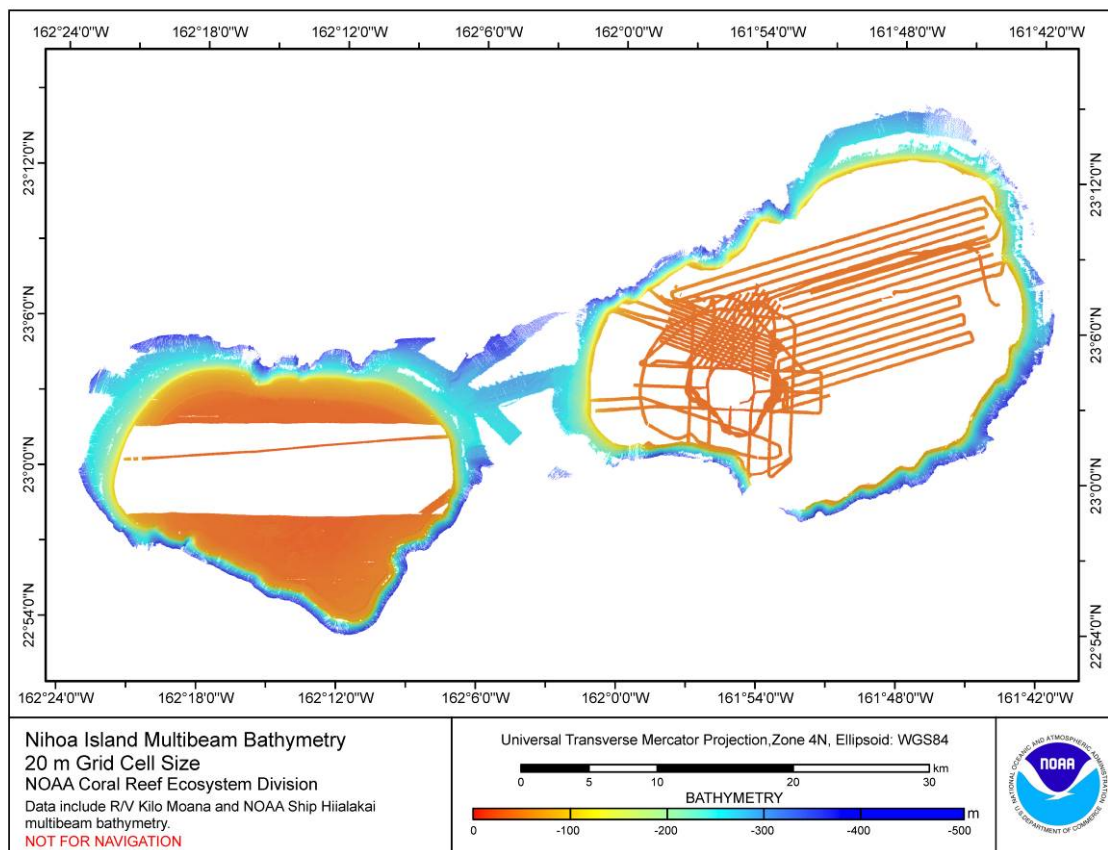 162°24'0"W 162°18'0"W 162°12'0"W 162°6'0"W 162°0'0"W 161°54'0"W 161°48'0"W 161°42'0"W
23°12'0"N
23°12'0"N
23°6'0"N
23°6'0"N
23°0'0"N
23°0'0"N
22°54'0"N
22°54'0"N
162°24'0"W 162°18'0"W 162°12'0"W 162°6'0"W 162°0'0"W 161°54'0"W 161°48'0"W 161°42'0"W
Nihoa Island Multibeam Bathymetry
20 m Grid Cell Size
NOAA Coral Reef Ecosystem Division
Data include R/V Kilo Moana and NOAA Ship Hiialakai
multibeam bathymetry.
NOT FOR NAVIGATION
Universal Transverse Mercator Projection,Zone 4N, Ellipsoid: WGS84
km
0 5 10 20 30
BATHYMETRY
m
0 -100 -200 -300 -400 -500
NATIONAL OCEANIC AND ATMOSPHERIC ADMINISTRATION
NOAA
U.S. DEPARTMENT OF COMMERCE